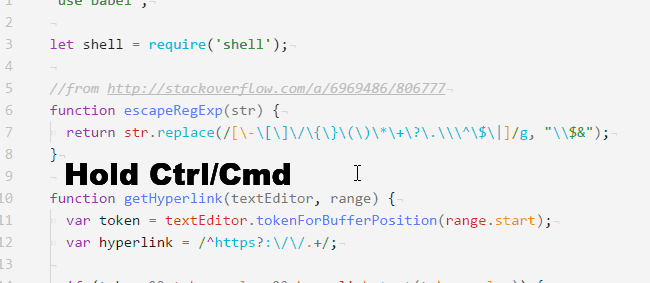 1 "use babel";
2
3 let shell = require('shell');
4
5 //from http://stackoverflow.com/a/6969486/806777
6 function escapeRegExp(str) {
7 return str.replace(/[\-\[\]\/\{\}\(\)\*\+\?\.\\\^\$\|]/g, "\\$&");
8 }
9 Hold Ctrl/Cmd
10 function getHyperlink(textEditor, range) {
11 var token = textEditor.tokenForBufferPosition(range.start);
12 var hyperlink = /^https?:\/\/.+/;
13